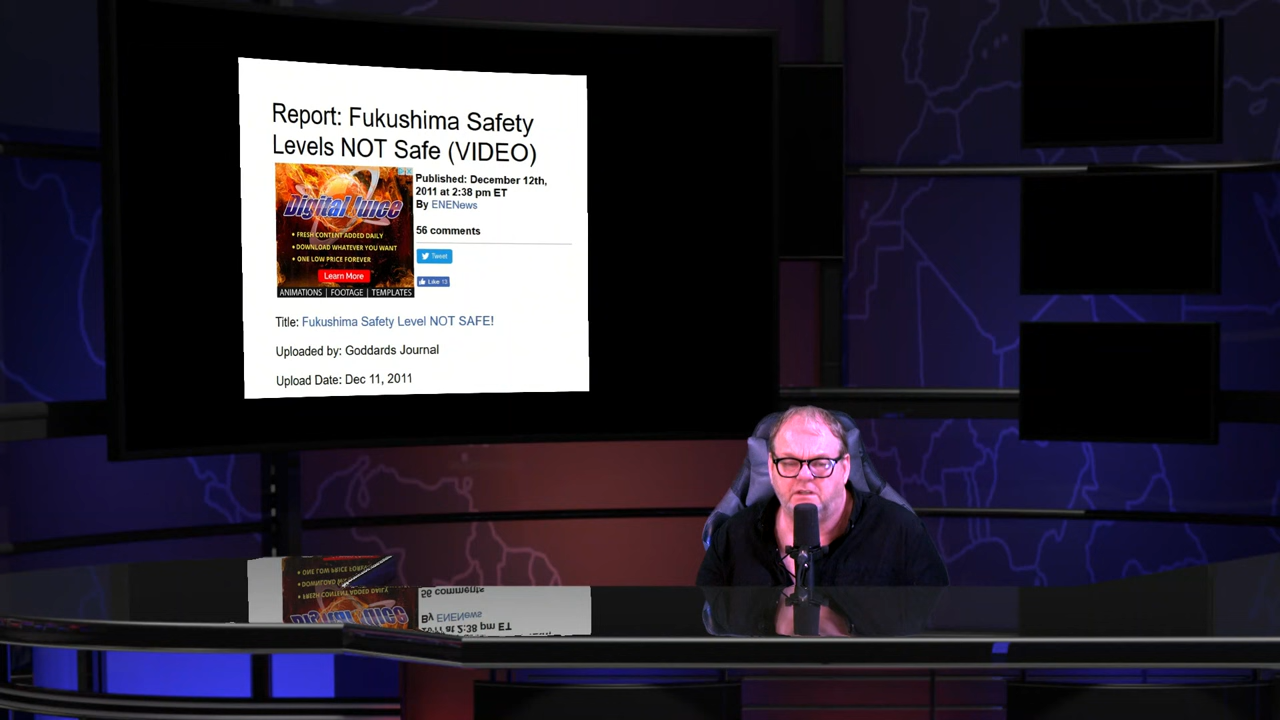 Report: Fukushima Safety
Levels NOT Safe (VIDEO)
Digital Juice
• FRESH CONTENT ADDED DAILY
• DOWNLOAD WHATEVER YOU WANT
• ONE LOW PRICE FOREVER
Learn More
ANIMATIONS | FOOTAGE | TEMPLATES
Published: December 12th,
2011 at 2:38 pm ET
By ENENews
56 comments
Tweet
Like 13
Title: Fukushima Safety Level NOT SAFE!
Uploaded by: Goddards Journal
Upload Date: Dec 11, 2011